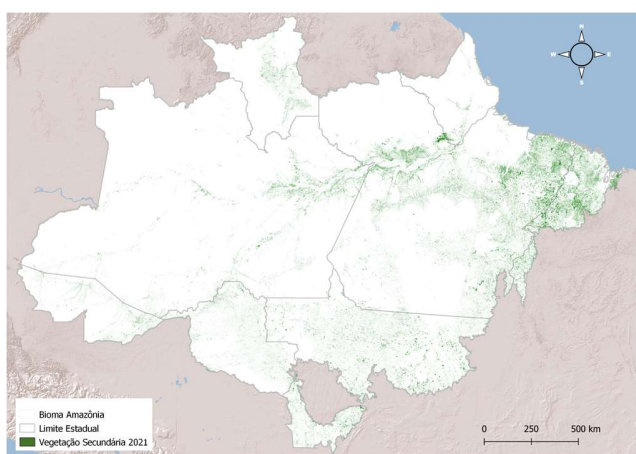 N
W E
S
Bioma Amazônia
Limite Estadual
Vegetação Secundária 2021
0 250 500 km